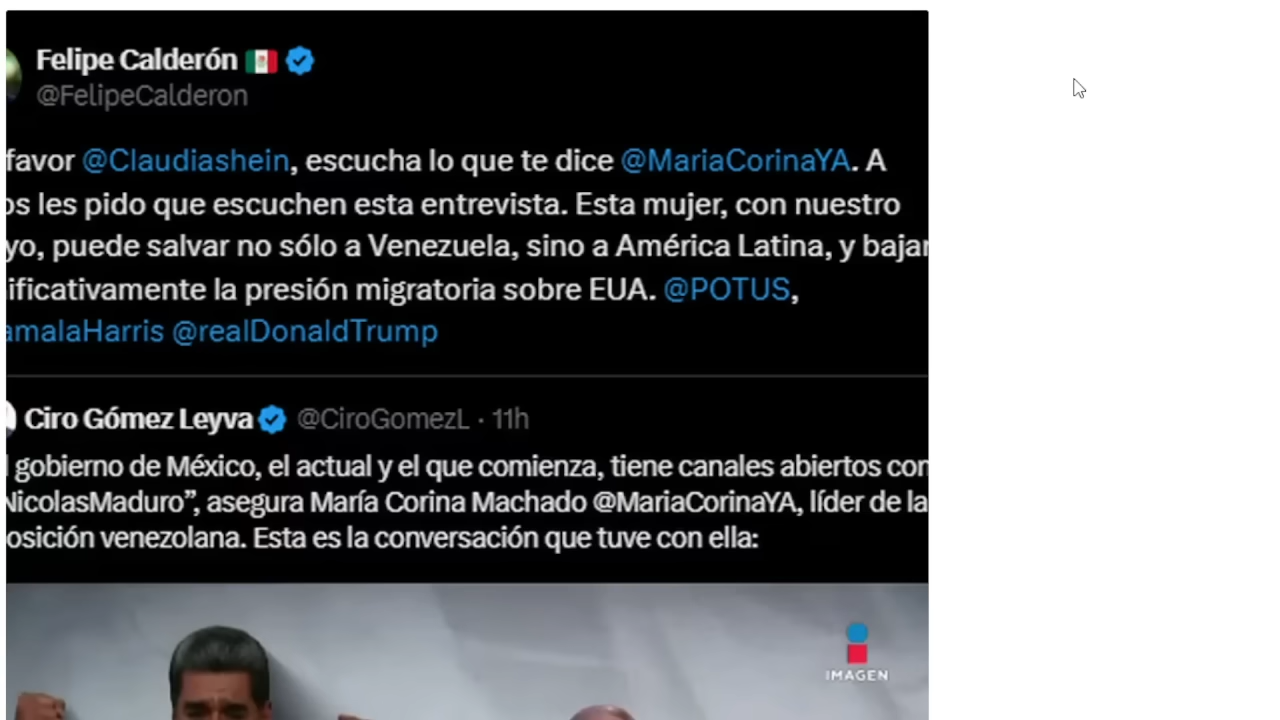 Felipe Calderón
@FelipeCalderon
favor @Claudiashein, escucha lo que te dice @MariaCorinaYA. A
os les pido que escuchen esta entrevista. Esta mujer, con nuestro
yo, puede salvar no sólo a Venezuela, sino a América Latina, y bajar
ificativamente la presión migratoria sobre EUA. @POTUS,
amalaHarris @realDonaldTrump
Ciro Gómez Leyva @CiroGomezL · 11h
l gobierno de México, el actual y el que comienza, tiene canales abiertos con
NicolasMaduro”, asegura María Corina Machado @MariaCorinaYA, líder de la
osición venezolana. Esta es la conversación que tuve con ella:
IMAGEN